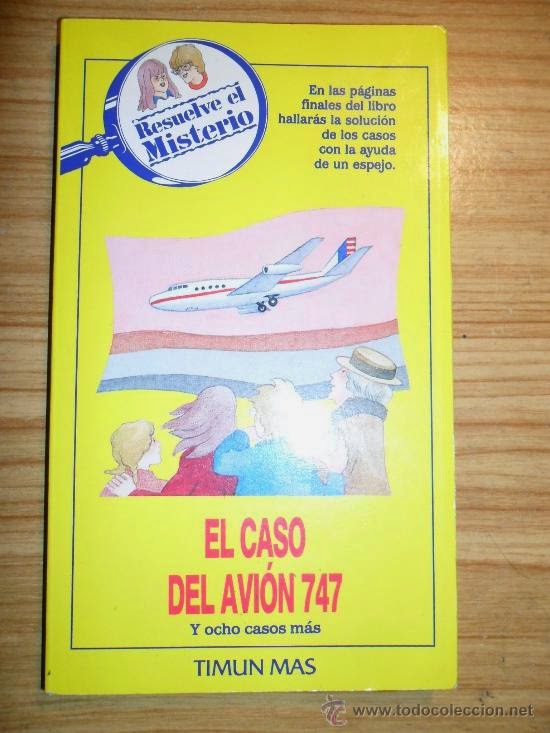 Resuelve el
Misterio
En las páginas
finales del libro
hallarás la solución
de los casos
con la ayuda
de un espejo.
EL CASO
DEL AVIÓN 747
Y ocho casos más
TIMUN MAS
www.todocoleccion.net